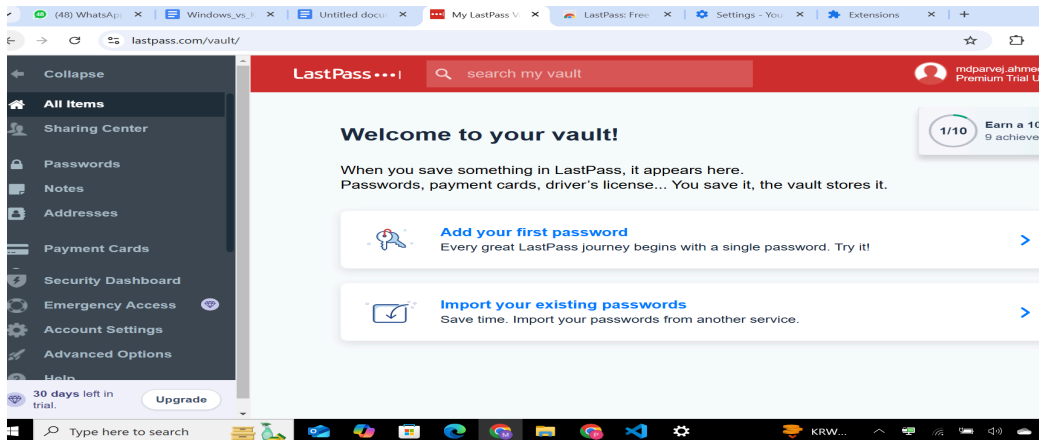 (48) WhatsAp
Windows_vs_l
Untitled docu
My LastPass V
LastPass: Free
Settings - You
Extensions
lastpass.com/vault/
Collapse
All Items
Sharing Center
Passwords
Notes
Addresses
Payment Cards
Security Dashboard
Emergency Access
Account Settings
Advanced Options
Help
30 days left in
trial.
Upgrade
LastPass
search my vault
mdparvej.ahmed
Premium Trial U
1/10
Earn a 10
9 achieve
Welcome to your vault!
When you save something in LastPass, it appears here.
Passwords, payment cards, driver's license... You save it, the vault stores it.
Add your first password
Every great LastPass journey begins with a single password. Try it!
Import your existing passwords
Save time. Import your passwords from another service.
Type here to search
KRW...